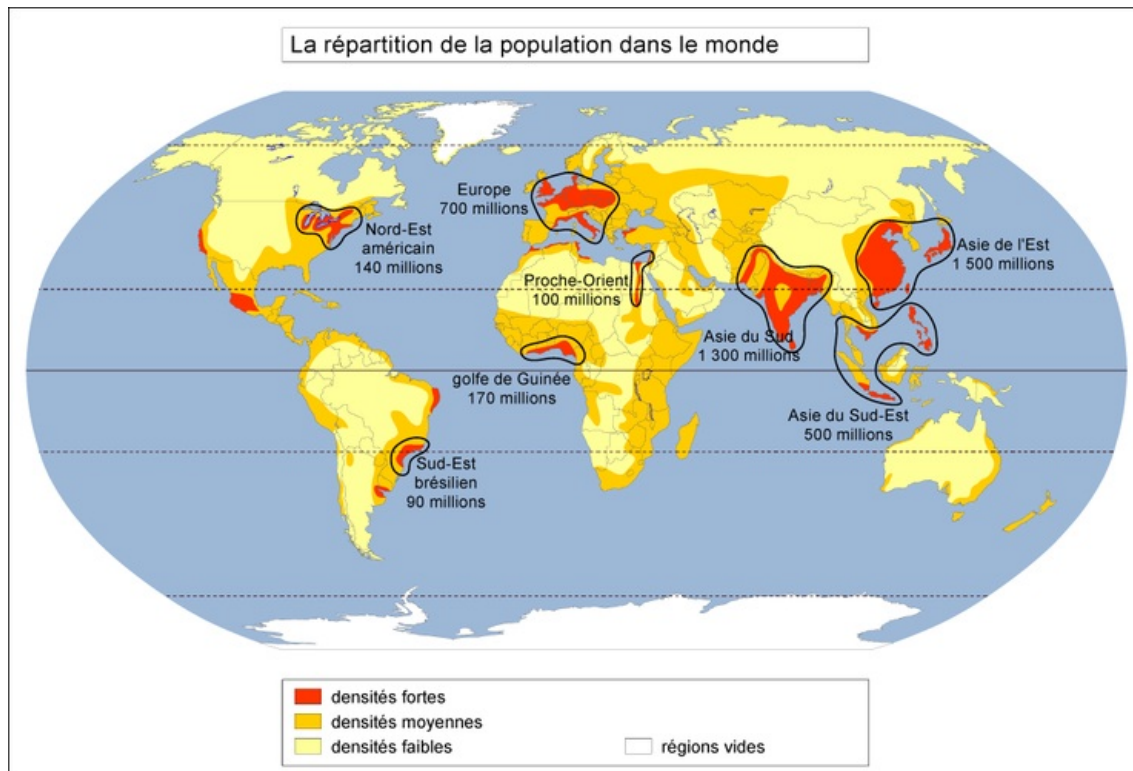 La répartition de la population dans le monde
Europe
700 millions
Nord-Est
américain
140 millions
Asie de l'Est
1 500 millions
Proche-Orient
100 millions
Asie du Sud
1 300 millions
golfe de Guinée
170 millions
Asie du Sud-Est
500 millions
Sud-Est
brésilien
90 millions
densités fortes
densités moyennes
densités faibles
régions vides